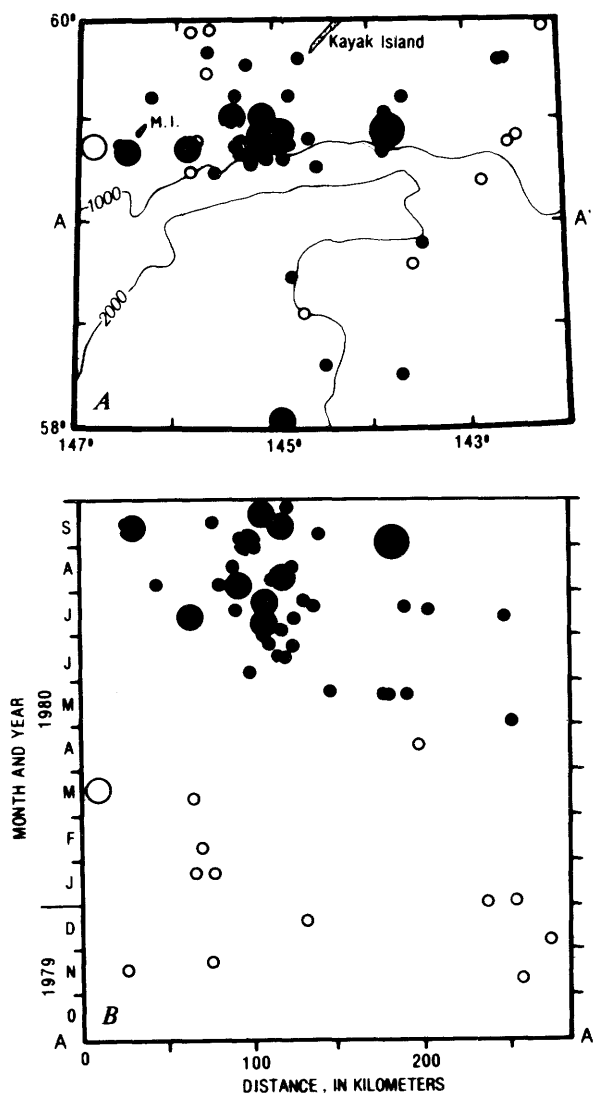 60°
Kayak Island
M.I.
A
1000
A'
2000
A
58°
147°
145°
143°
S
A
J
J
M
A
M
F
J
D
N
O
1980
1979
MONTH AND YEAR
B
A
A
0
100
200
DISTANCE, IN KILOMETERS